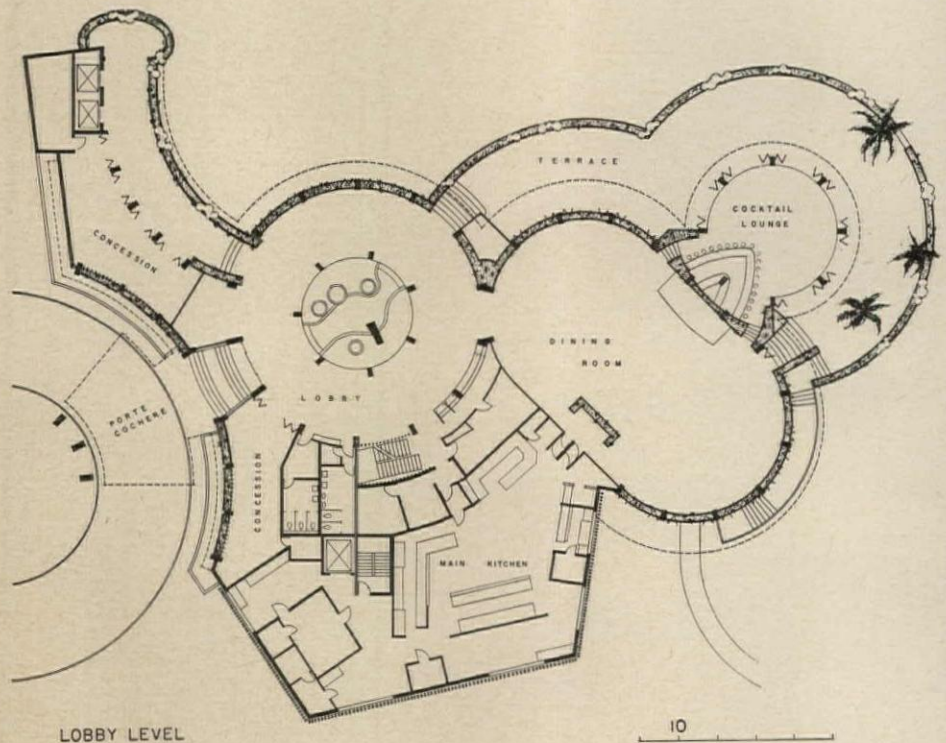 TERRACE
COCKTAIL
LOUNGE
CONCESSION
DINING
ROOM
LOBBY
PORTE
COCHERE
CONCESSION
MAIN KITCHEN
LOBBY LEVEL
10